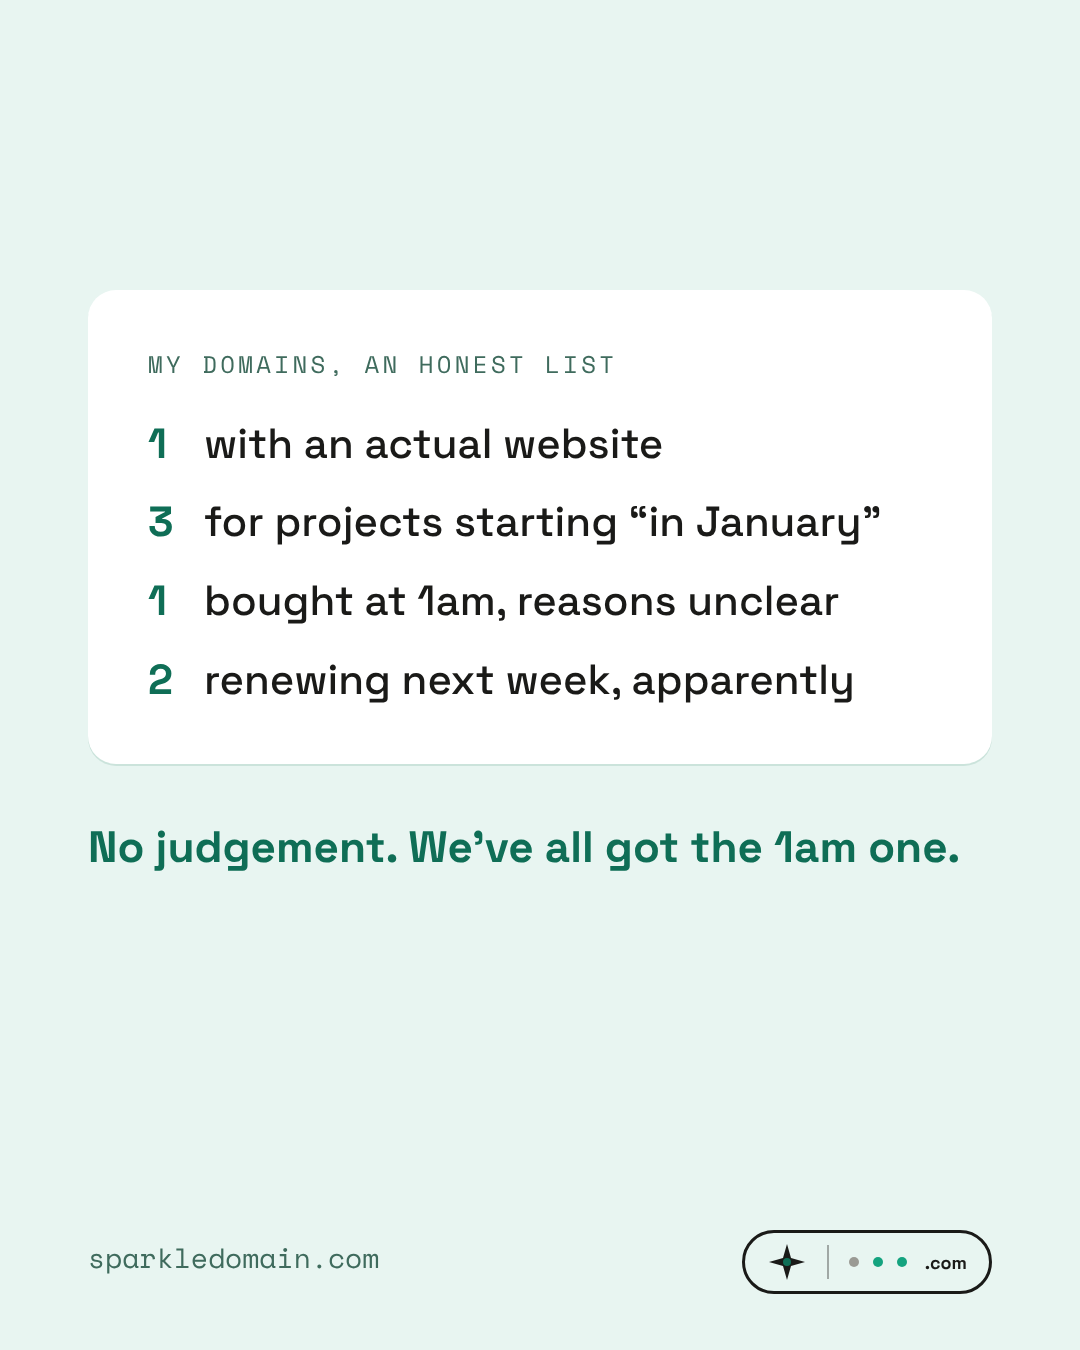 MY DOMAINS, AN HONEST LIST
1 with an actual website
3 for projects starting “in January”
1 bought at 1am, reasons unclear
2 renewing next week, apparently
No judgement. We’ve all got the 1am one.
sparkledomain.com
.com